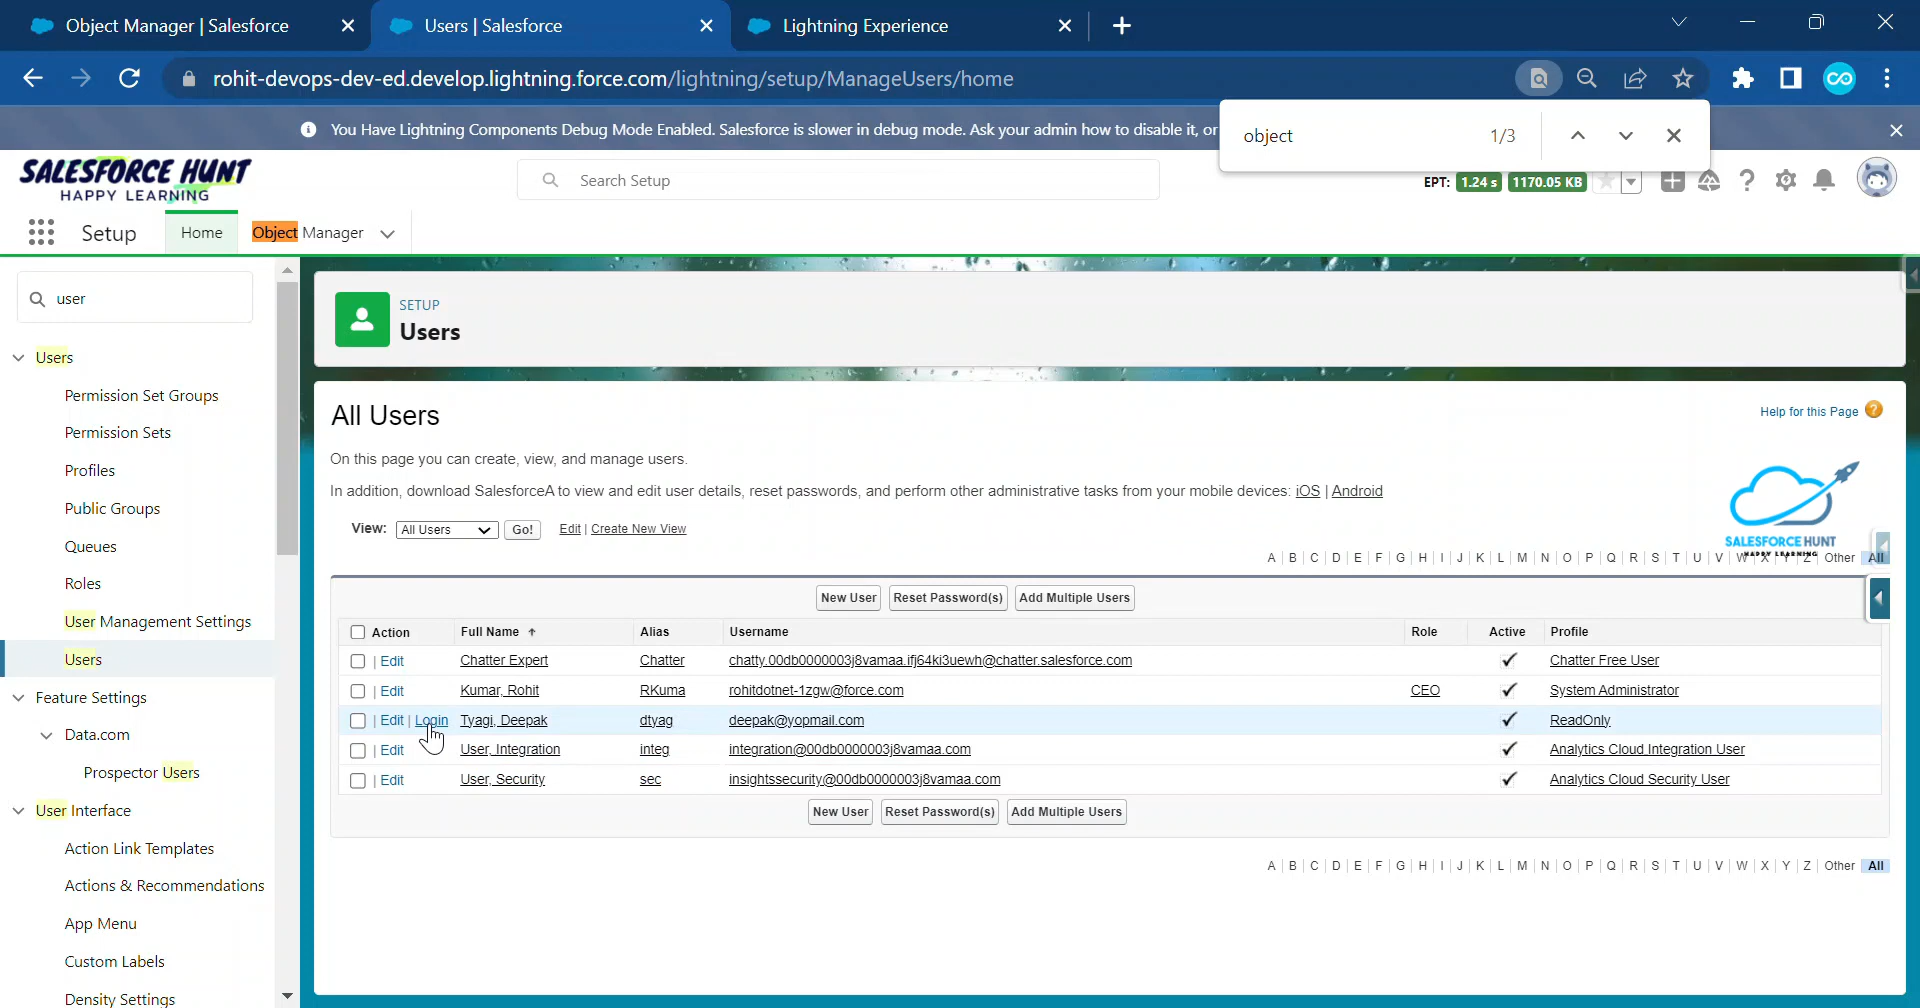 Object Manager | Salesforce
Users | Salesforce
Lightning Experience
rohit-devops-dev-ed.develop.lightning.force.com/lightning/setup/ManageUsers/home
You Have Lightning Components Debug Mode Enabled. Salesforce is slower in debug mode. Ask your admin how to disable it, or
object 1/3
SALESFORCE HUNT
HAPPY LEARNING
Search Setup
EPT: 1.24 s 1170.05 KB
Setup
Home
Object Manager
user
SETUP
Users
Users
Permission Set Groups
Permission Sets
Profiles
Public Groups
Queues
Roles
User Management Settings
Users
Feature Settings
Data.com
Prospector Users
User Interface
Action Link Templates
Actions & Recommendations
App Menu
Custom Labels
Density Settings
All Users
Help for this Page ?
On this page you can create, view, and manage users.
In addition, download SalesforceA to view and edit user details, reset passwords, and perform other administrative tasks from your mobile devices: iOS | Android
SALESFORCE HUNT
HAPPY LEARNING
View: All Users Go! Edit | Create New View
A | B | C | D | E | F | G | H | I | J | K | L | M | N | O | P | Q | R | S | T | U | V | W | X | Y | Z | Other All
New User Reset Password(s) Add Multiple Users
Action Full Name Alias Username Role Active Profile
| Edit Chatter Expert Chatter chatty.00db0000003j8vamaa.ifj64ki3uewh@chatter.salesforce.com Chatter Free User
| Edit Kumar, Rohit RKuma rohitdotnet-1zgw@force.com CEO System Administrator
| Edit | Login Tyagi, Deepak dtyag deepak@yopmail.com ReadOnly
| Edit User, Integration integ integration@00db0000003j8vamaa.com Analytics Cloud Integration User
| Edit User, Security sec insightssecurity@00db0000003j8vamaa.com Analytics Cloud Security User
New User Reset Password(s) Add Multiple Users
A | B | C | D | E | F | G | H | I | J | K | L | M | N | O | P | Q | R | S | T | U | V | W | X | Y | Z | Other All